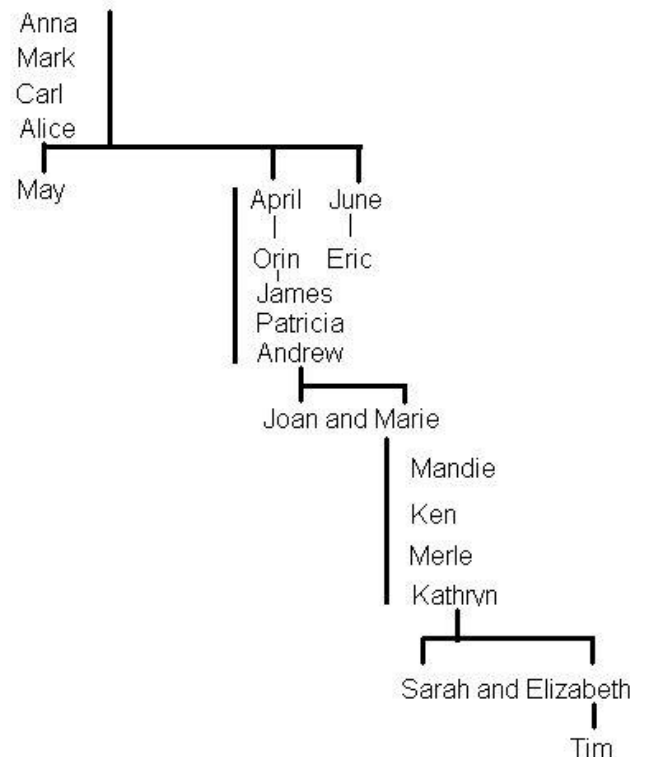 Anna
Mark
Carl
Alice
May
April June
Orin Eric
James
Patricia
Andrew
Joan and Marie
Mandie
Ken
Merle
Kathryn
Sarah and Elizabeth
Tim